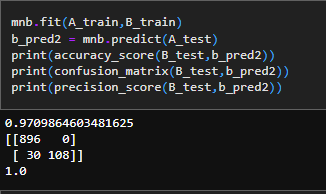 mnb.fit(A_train,B_train)
b_pred2 = mnb.predict(A_test)
print(accuracy_score(B_test,b_pred2))
print(confusion_matrix(B_test,b_pred2))
print(precision_score(B_test,b_pred2))
0.9709864603481625
[[896   0]
 [ 30 108]]
1.0